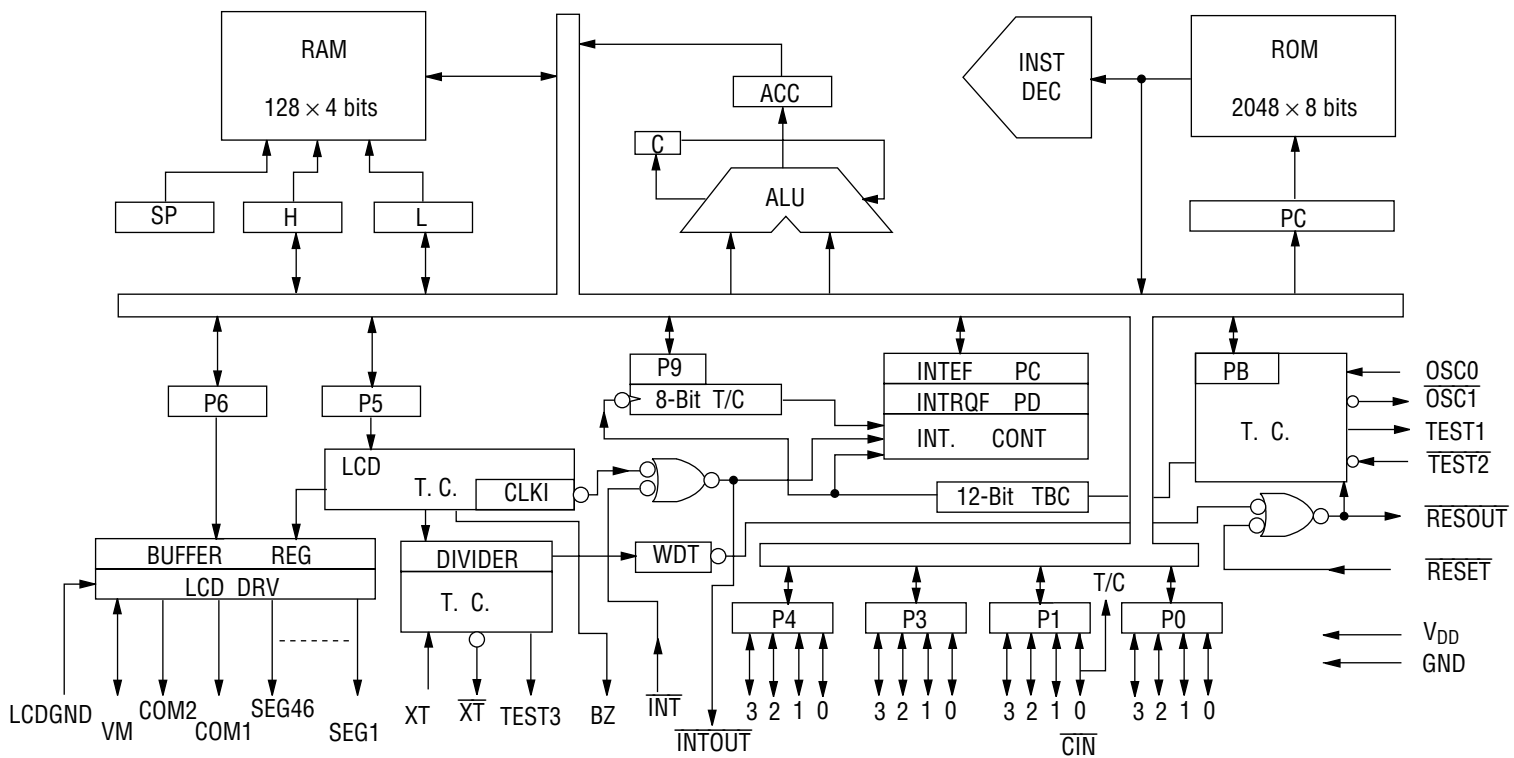 RAM
128 × 4 bits
SP
H
L
ACC
C
ALU
INST
DEC
ROM
2048 × 8 bits
PC
P6
P5
P9
8-Bit T/C
INTEF PC
INTRQF PD
INT. CONT
PB
T. C.
OSC0
OSC1
TEST1
TEST2
LCD
T. C.
CLKI
12-Bit TBC
RESOUT
BUFFER REG
LCD DRV
DIVIDER
T. C.
WDT
RESET
T/C
P4
P3
P1
P0
VDD
GND
3 2 1 0
3 2 1 0
3 2 1 0
3 2 1 0
CIN
LCDGND
VM
COM2
COM1
SEG46
SEG1
XT
XT
TEST3
BZ
INT
INTOUT